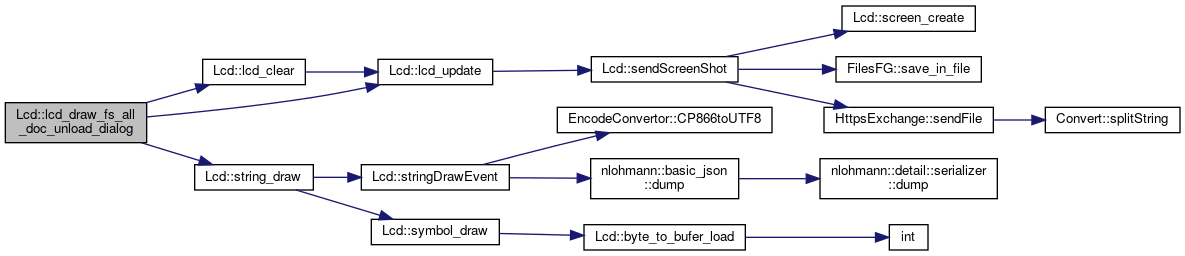 Lcd::screen_create
Lcd::lcd_clear
Lcd::lcd_update
Lcd::sendScreenShot
FilesFG::save_in_file
Lcd::lcd_draw_fs_all
_doc_unload_dialog
EncodeConvertor::CP866toUTF8
HttpsExchange::sendFile
Convert::splitString
Lcd::string_draw
Lcd::stringDrawEvent
nlohmann::basic_json
::dump
nlohmann::detail::serializer
::dump
Lcd::symbol_draw
Lcd::byte_to_bufer_load
int